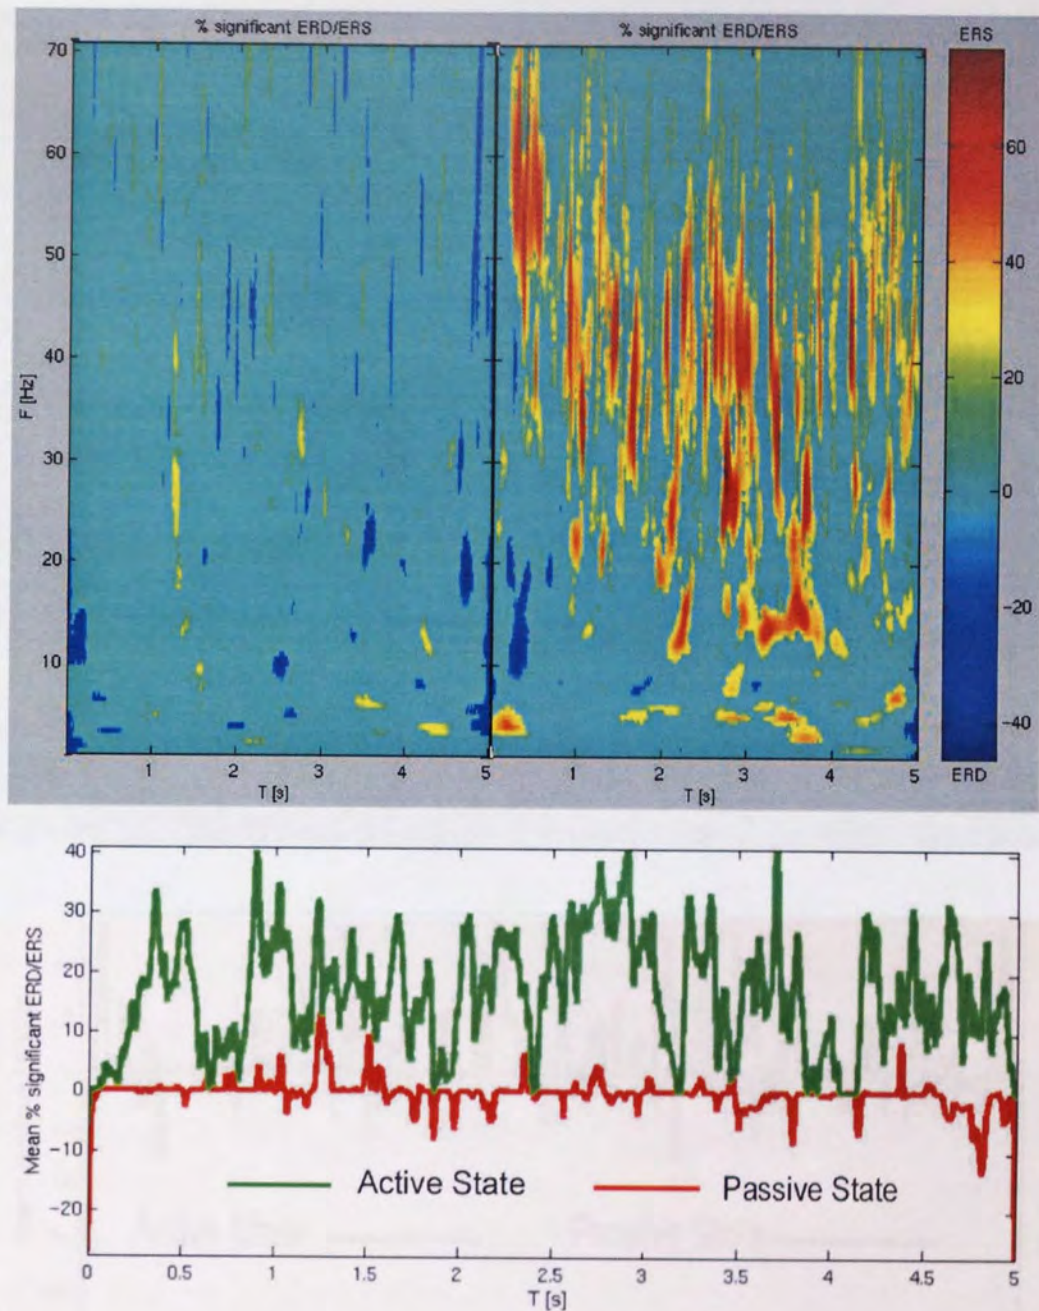 % significant ERD/ERS
% significant ERD/ERS
ERS
70
60
50
40
30
20
10
F [Hz]
1 2 3 4 5
T [s]
1 2 3 4 5
T [s]
60
40
20
0
-20
-40
ERD
40
30
20
10
0
-10
-20
Mean % significant ERD/ERS
Active State
Passive State
0 0.5 1 1.5 2 2.5 3 3.5 4 4.5 5
T [s]